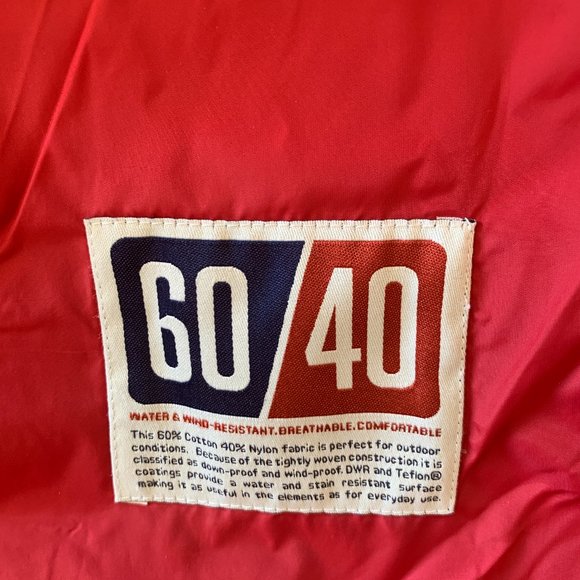 60 40
WATER & WIND-RESISTANT.BREATHABLE.COMFORTABLE
This 60% Cotton 40% Nylon fabric is perfect for outdoor
conditions. Because of the tightly woven construction it is
classified as down-proof and wind-proof. DWR and Teflon®
coatings provide a water and stain resistant surface
making it as useful in the elements as for everyday use.